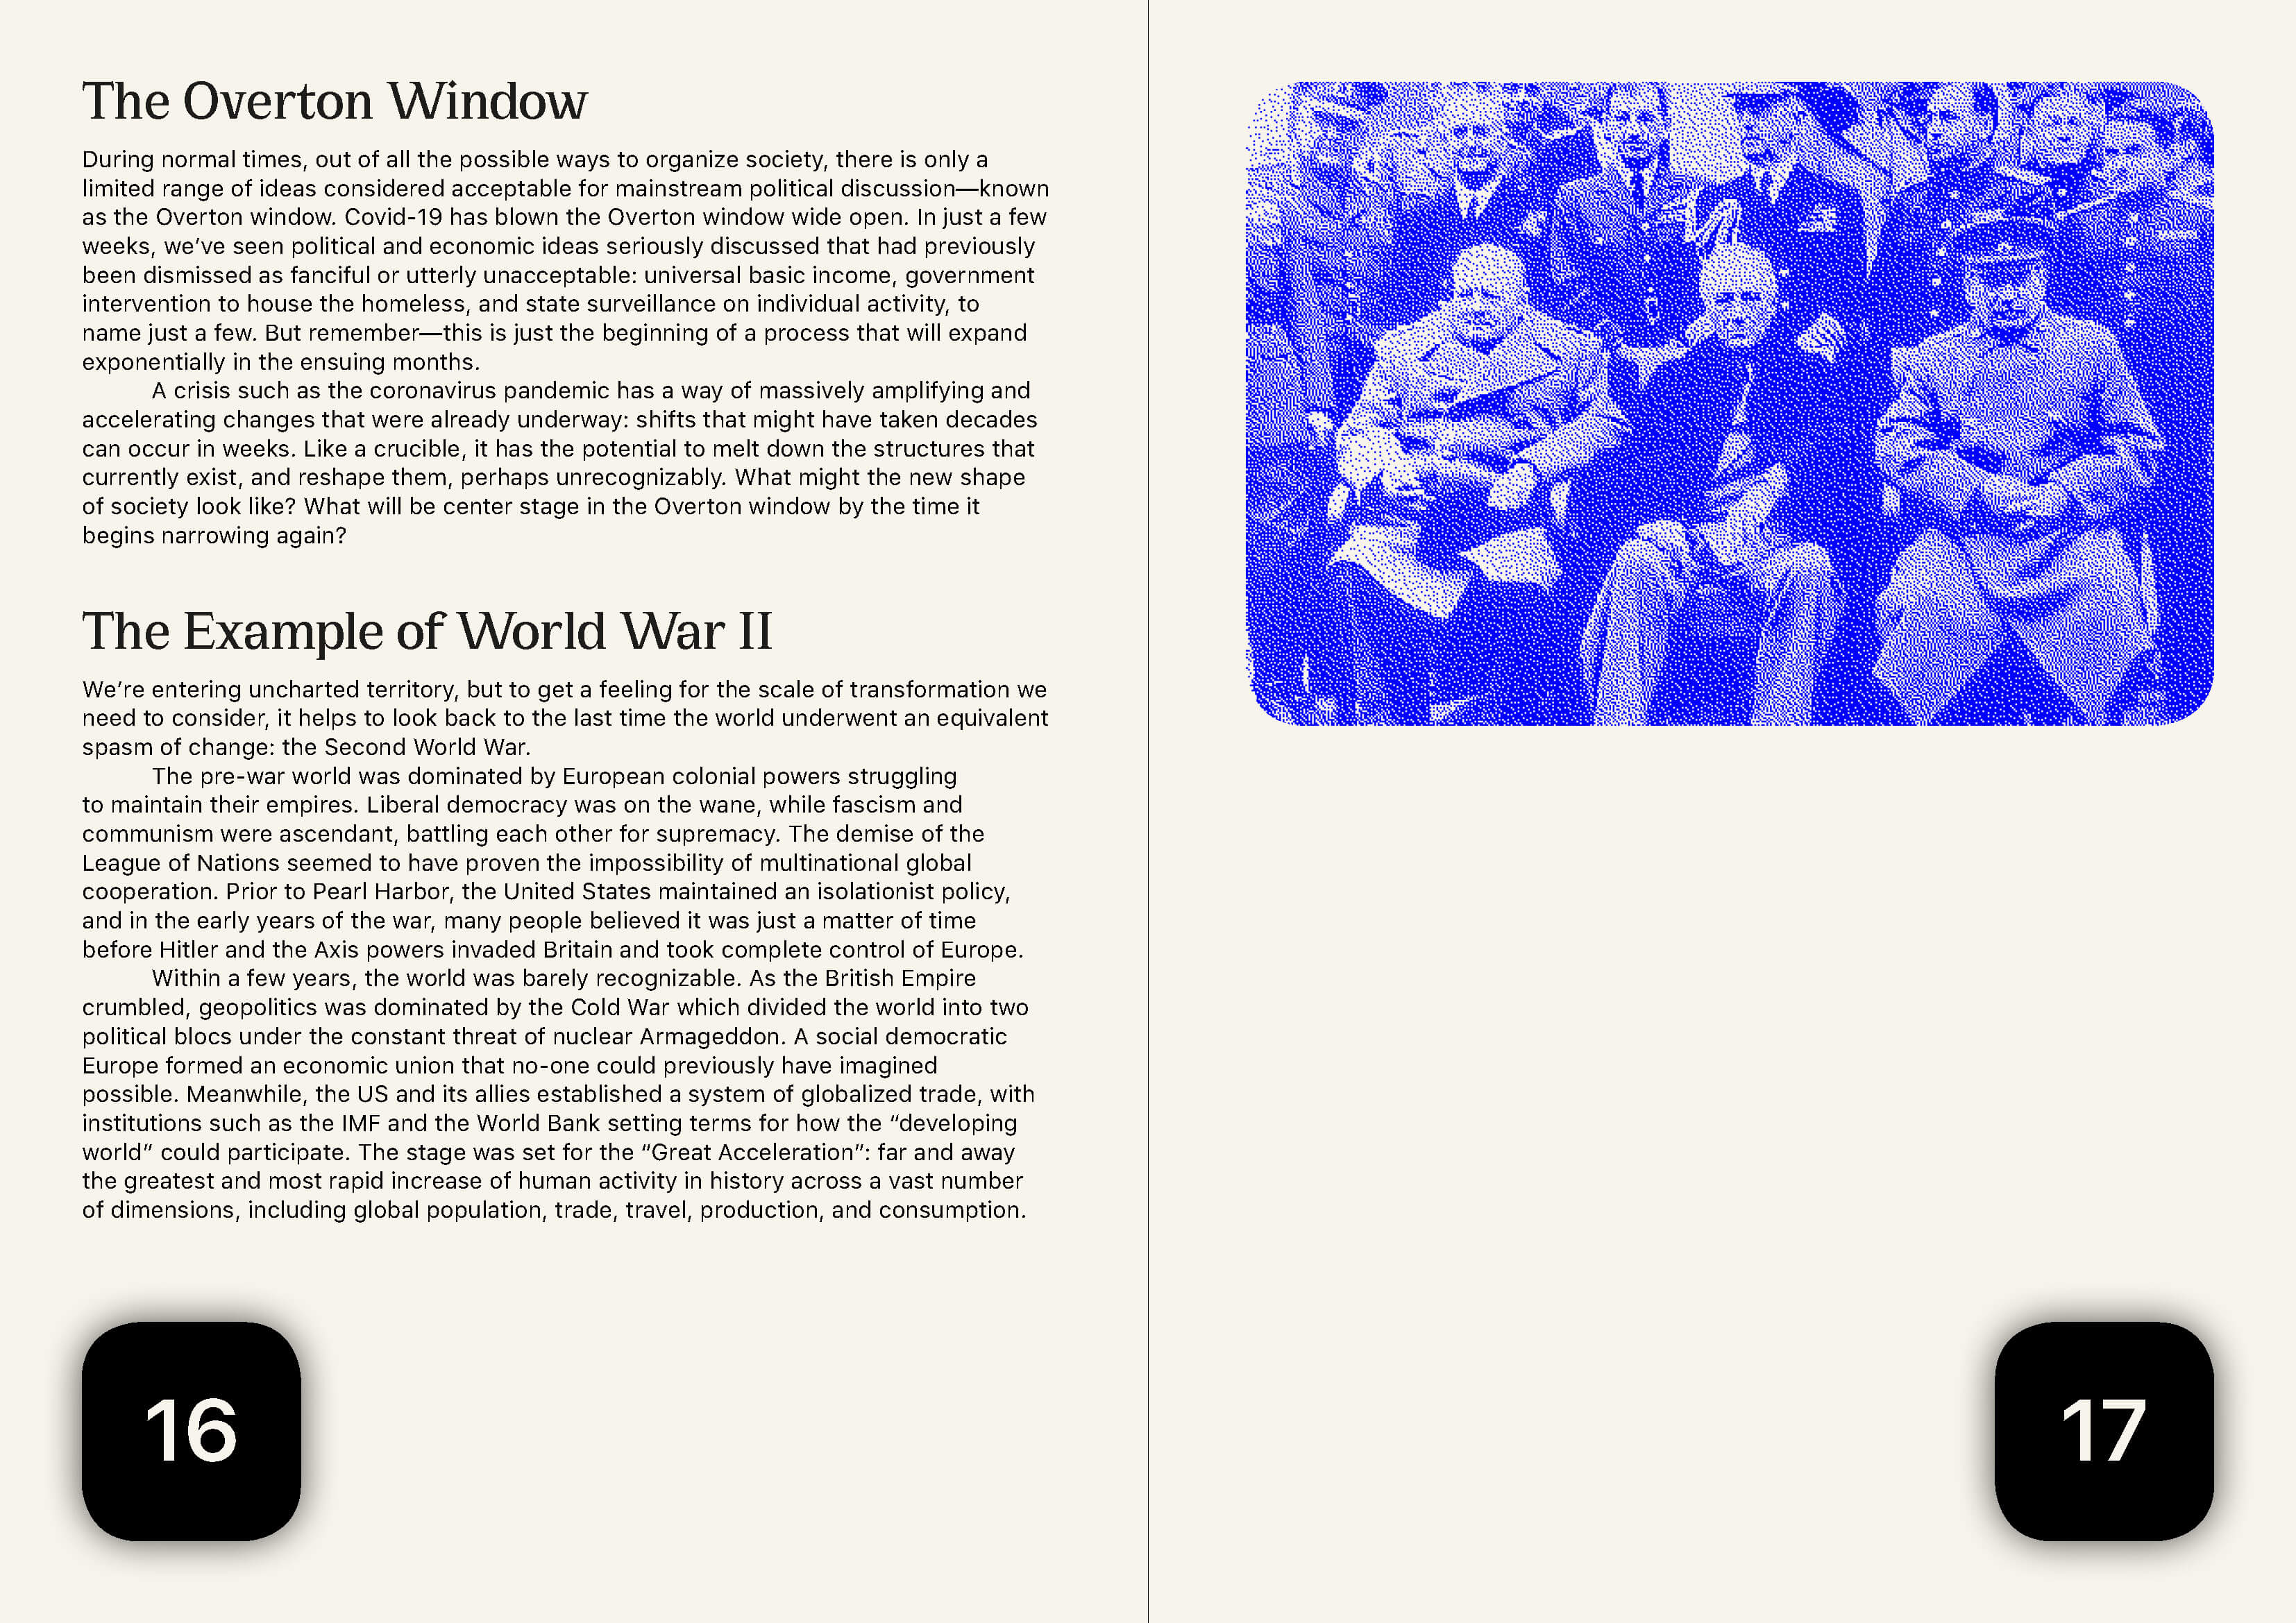 The Overton Window
During normal times, out of all the possible ways to organize society, there is only a
limited range of ideas considered acceptable for mainstream political discussion—known
as the Overton window. Covid-19 has blown the Overton window wide open. In just a few
weeks, we’ve seen political and economic ideas seriously discussed that had previously
been dismissed as fanciful or utterly unacceptable: universal basic income, government
intervention to house the homeless, and state surveillance on individual activity, to
name just a few. But remember—this is just the beginning of a process that will expand
exponentially in the ensuing months.
A crisis such as the coronavirus pandemic has a way of massively amplifying and
accelerating changes that were already underway: shifts that might have taken decades
can occur in weeks. Like a crucible, it has the potential to melt down the structures that
currently exist, and reshape them, perhaps unrecognizably. What might the new shape
of society look like? What will be center stage in the Overton window by the time it
begins narrowing again?
The Example of World War II
We’re entering uncharted territory, but to get a feeling for the scale of transformation we
need to consider, it helps to look back to the last time the world underwent an equivalent
spasm of change: the Second World War.
The pre-war world was dominated by European colonial powers struggling
to maintain their empires. Liberal democracy was on the wane, while fascism and
communism were ascendant, battling each other for supremacy. The demise of the
League of Nations seemed to have proven the impossibility of multinational global
cooperation. Prior to Pearl Harbor, the United States maintained an isolationist policy,
and in the early years of the war, many people believed it was just a matter of time
before Hitler and the Axis powers invaded Britain and took complete control of Europe.
Within a few years, the world was barely recognizable. As the British Empire
crumbled, geopolitics was dominated by the Cold War which divided the world into two
political blocs under the constant threat of nuclear Armageddon. A social democratic
Europe formed an economic union that no-one could previously have imagined
possible. Meanwhile, the US and its allies established a system of globalized trade, with
institutions such as the IMF and the World Bank setting terms for how the “developing
world” could participate. The stage was set for the “Great Acceleration”: far and away
the greatest and most rapid increase of human activity in history across a vast number
of dimensions, including global population, trade, travel, production, and consumption.
16
17